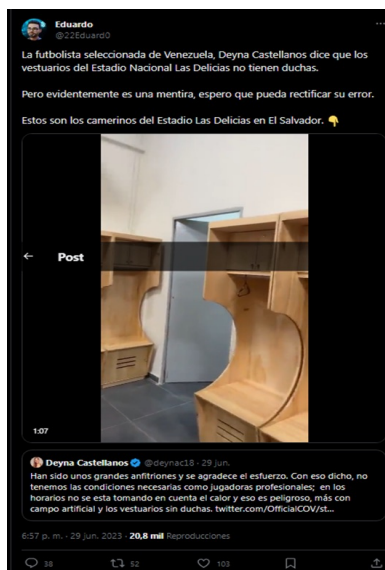 Eduardo
@22Eduard0
La futbolista seleccionada de Venezuela, Deyna Castellanos dice que los
vestuarios del Estadio Nacional Las Delicias no tienen duchas.
Pero evidentemente es una mentira, espero que pueda rectificar su error.
Estos son los camerinos del Estadio Las Delicias en El Salvador. 👇
← Post
1:07
Deyna Castellanos @deynac18 · 29 jun.
Han sido unos grandes anfitriones y se agradece el esfuerzo. Con eso dicho, no
tenemos las condiciones necesarias como jugadoras profesionales; en los
horarios no se esta tomando en cuenta el calor y eso es peligroso, más con
campo artificial y los vestuarios sin duchas. twitter.com/OfficialCOV/st...
6:57 p. m. · 29 jun. 2023 · 20,8 mil Reproducciones
38 52 103